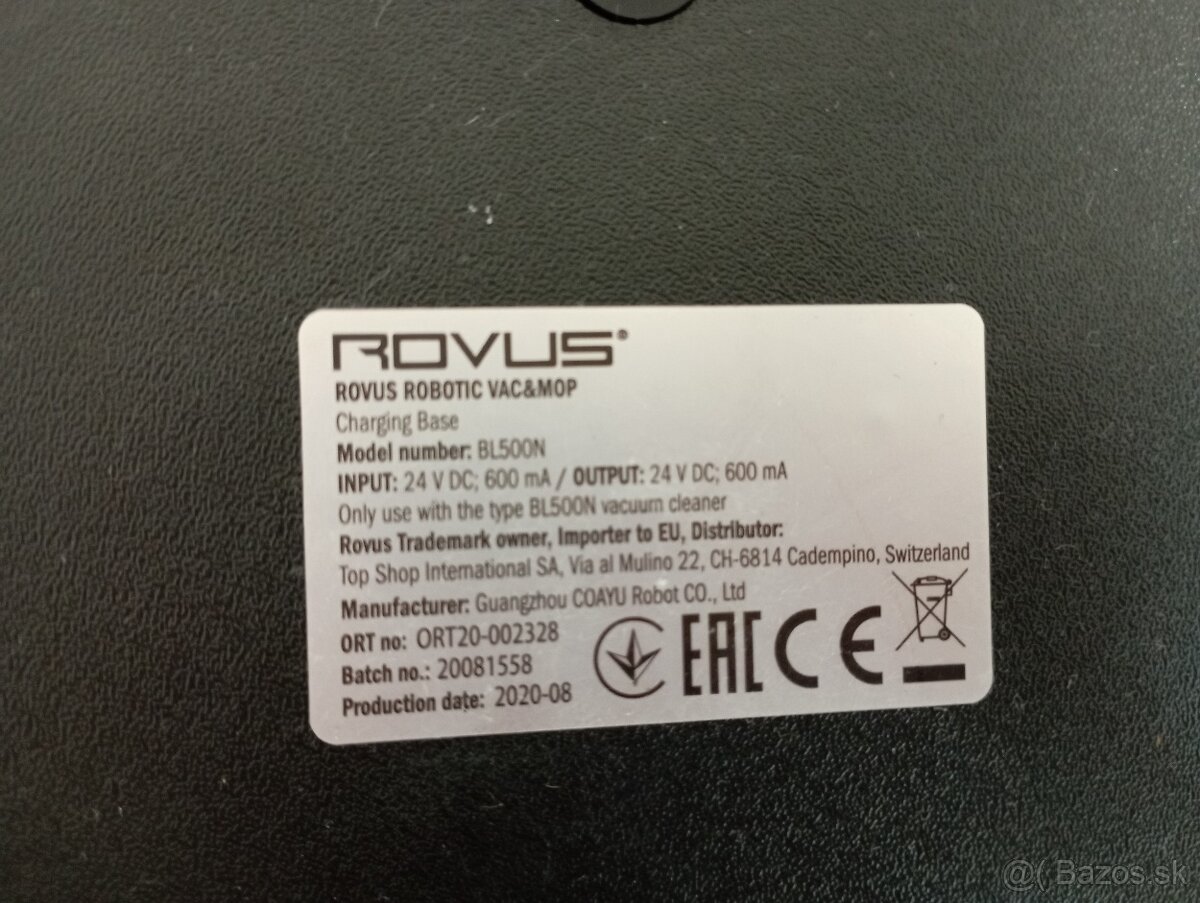 ROVUS®
ROVUS ROBOTIC VAC&MOP
Charging Base
Model number: BL500N
INPUT: 24 V DC; 600 mA / OUTPUT: 24 V DC; 600 mA
Only use with the type BL500N vacuum cleaner
Rovus Trademark owner, Importer to EU, Distributor:
Top Shop International SA, Via al Mulino 22, CH-6814 Cadempino, Switzerland
Manufacturer: Guangzhou COAYU Robot CO., Ltd
ORT no: ORT20-002328
Batch no.: 20081558
Production date: 2020-08
EAC CE
@( Bazos.sk